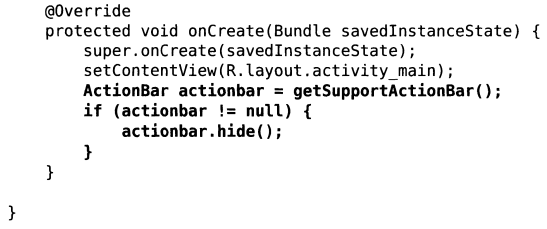 @Override
protected void onCreate(Bundle savedInstanceState) {
super.onCreate(savedInstanceState);
setContentView(R.layout.activity_main);
ActionBar actionbar = getSupportActionBar();
if (actionbar != null) {
actionbar.hide();
}
}
}